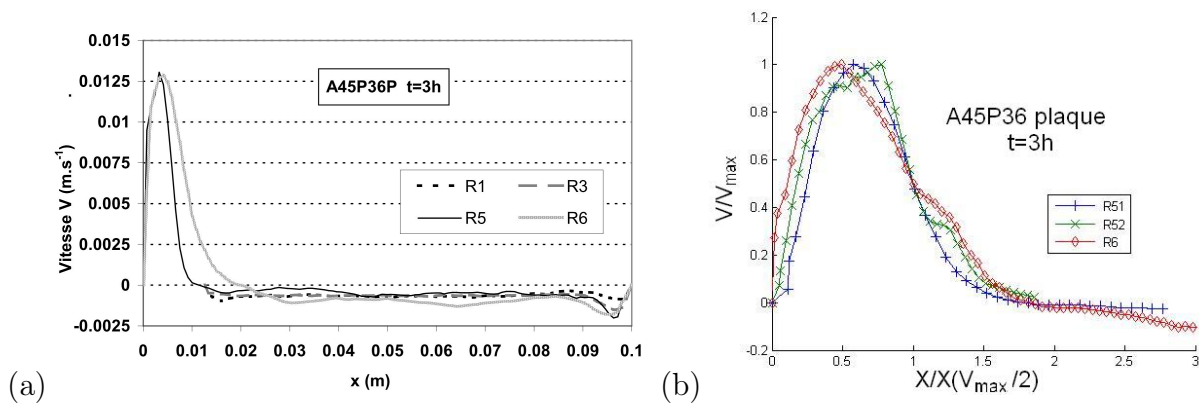 0.015
0.0125
0.01
0.0075
0.005
0.0025
0
-0.0025
Vitesse V (m.s-1)
A45P36P t=3h
R1
R3
R5
R6
0 0.01 0.02 0.03 0.04 0.05 0.06 0.07 0.08 0.09 0.1
x (m)
(a)
1.2
1
0.8
0.6
0.4
0.2
0
-0.2
V/Vmax
A45P36 plaque
t=3h
R51
R52
R6
0 0.5 1 1.5 2 2.5 3
X/X(Vmax/2)
(b)